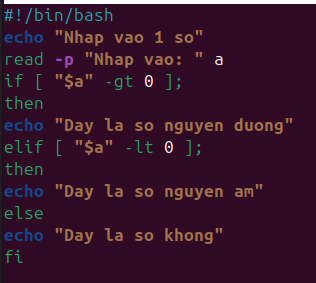 #!/bin/bash
echo "Nhap vao 1 so"
read -p "Nhap vao: " a
if [ "$a" -gt 0 ];
then
echo "Day la so nguyen duong"
elif [ "$a" -lt 0 ];
then
echo "Day la so nguyen am"
else
echo "Day la so khong"
fi